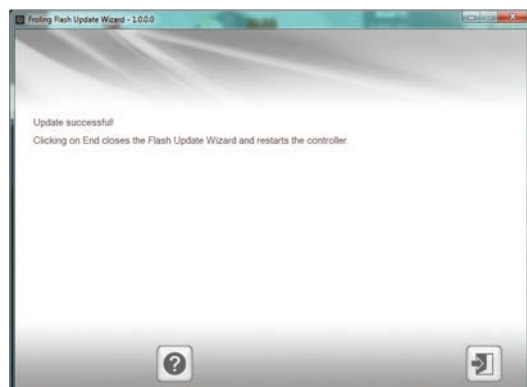 Froling Flash Update Wizard - 1.0.0.0
Update successful!
Clicking on End closes the Flash Update Wizard and restarts the controller.
?